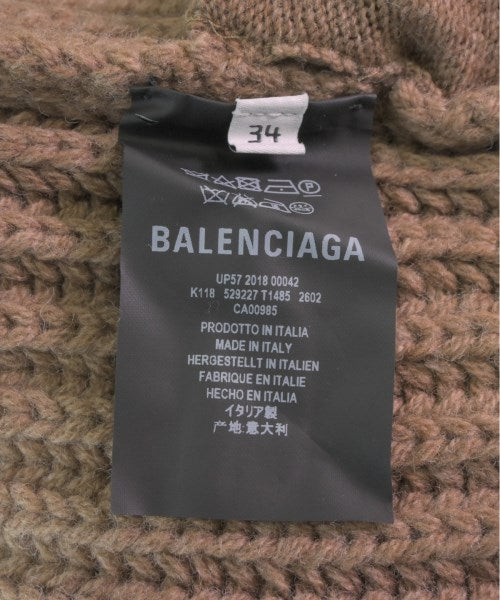 34
P
BALENCIAGA
UP57 2018 00042
K118 529227 T1485 2602
CA00985
PRODOTTO IN ITALIA
MADE IN ITALY
HERGESTELLT IN ITALIEN
FABRIQUE EN ITALIE
HECHO EN ITALIA
イタリア製
产地:意大利